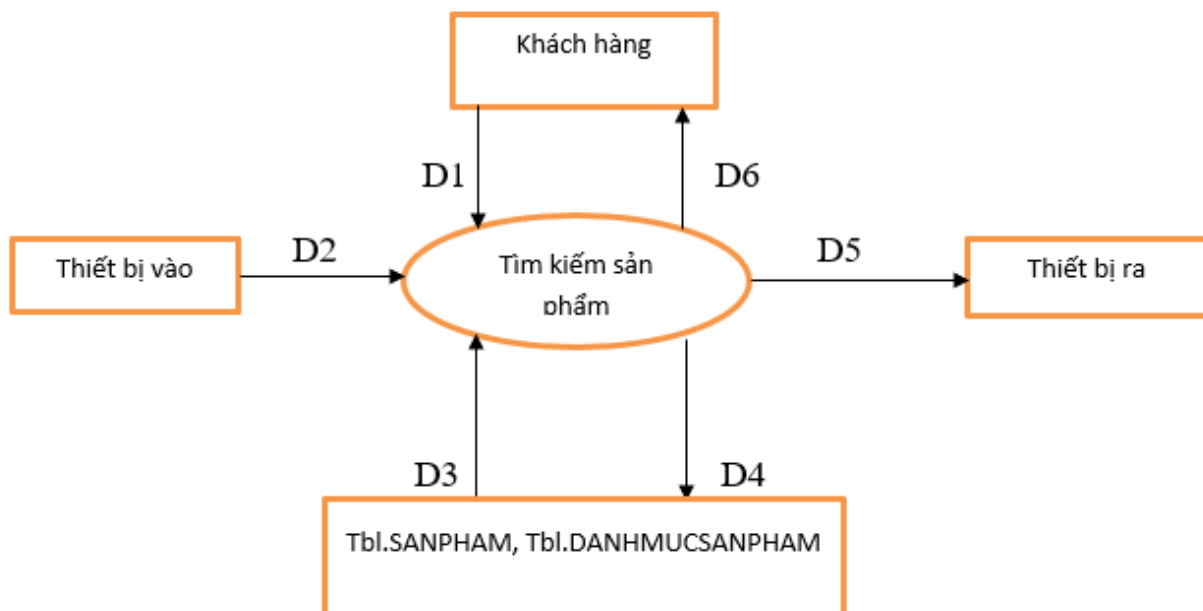 Khách hàng
D1
D6
Thiết bị vào
D2
Tìm kiếm sản
phẩm
D5
Thiết bị ra
D3
D4
Tbl.SANPHAM, Tbl.DANHMUCSANPHAM